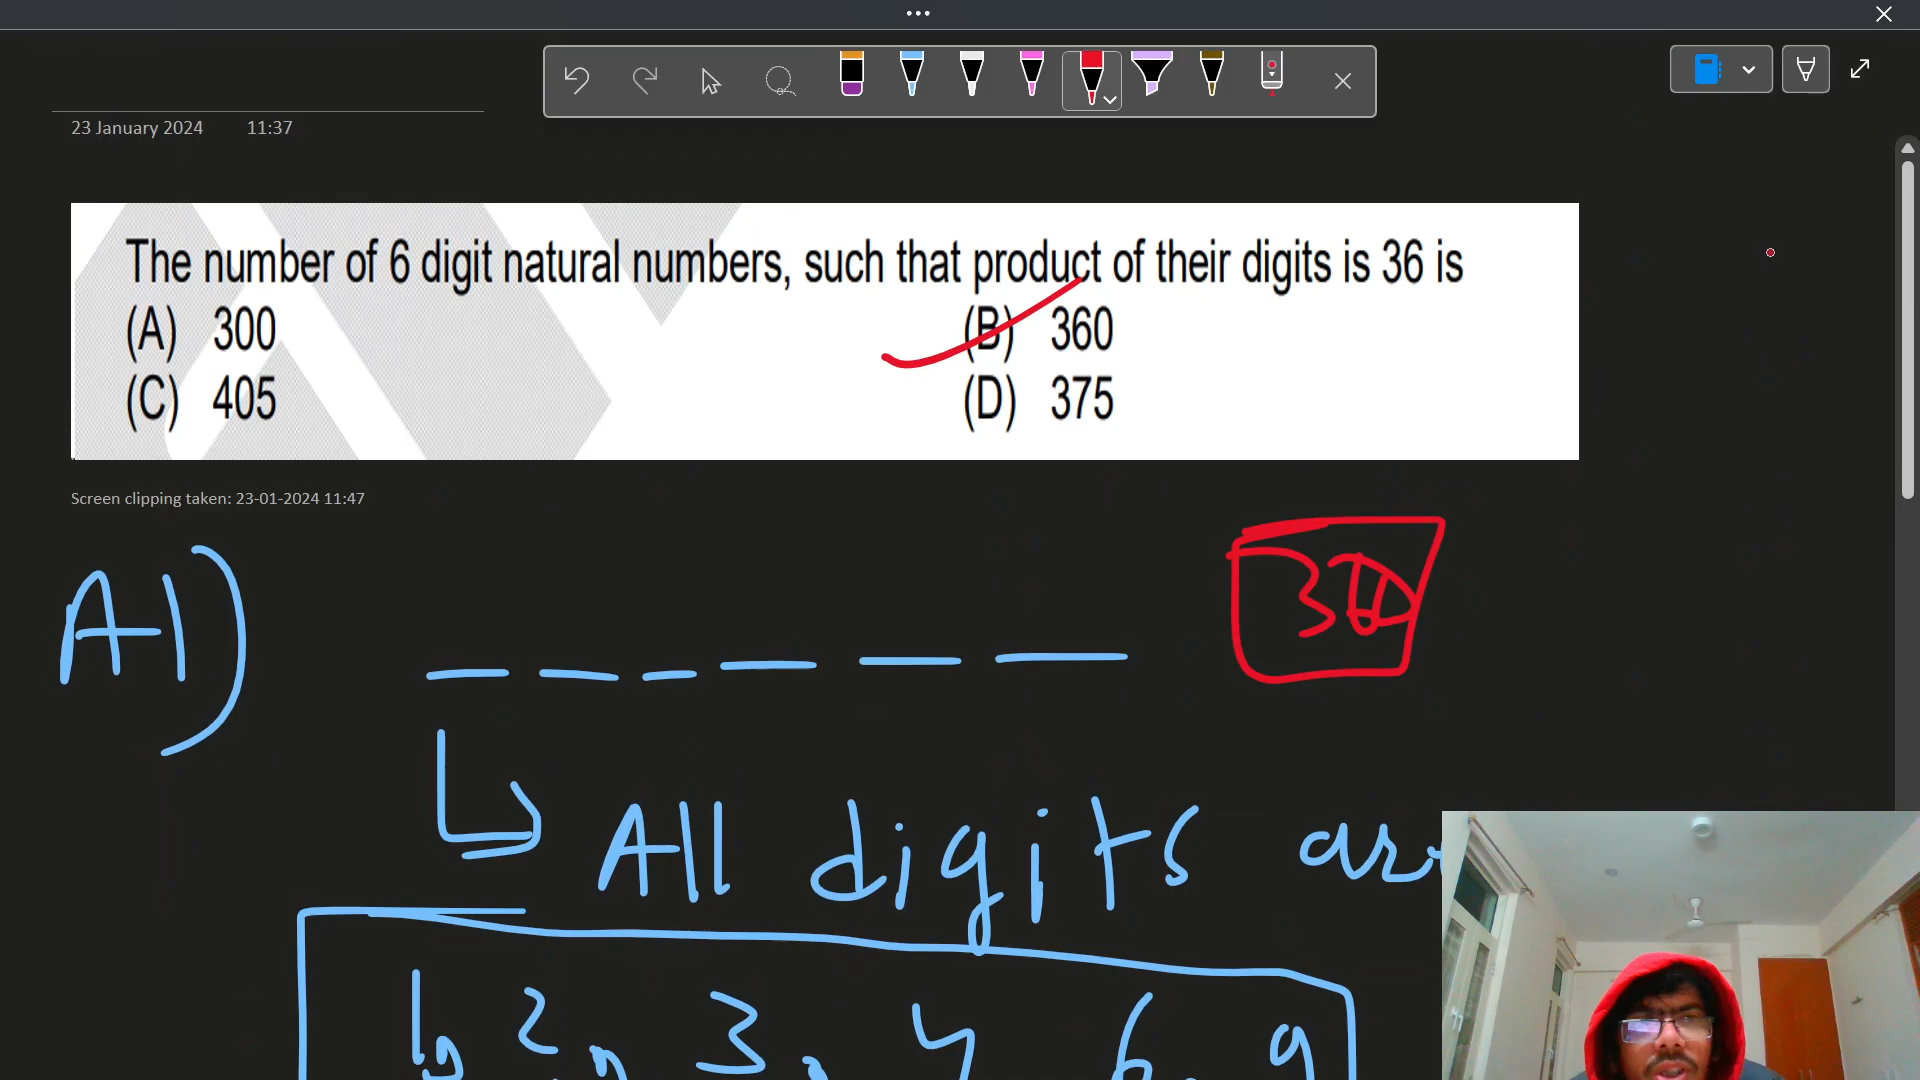 23 January 2024 11:37
The number of 6 digit natural numbers, such that product of their digits is 36 is
(A) 300 (B) 360
(C) 405 (D) 375
Screen clipping taken: 23-01-2024 11:47
A1)
All digits are
1, 2, 3, 4, 6, 9